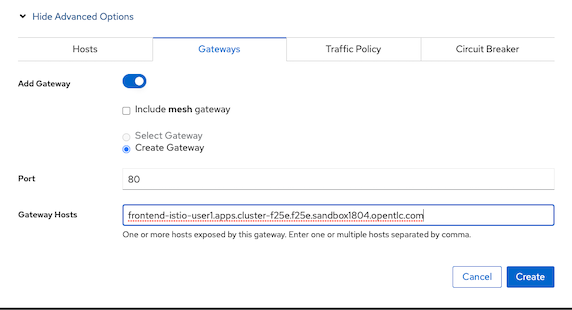 Hide Advanced Options
Hosts Gateways Traffic Policy Circuit Breaker
Add Gateway
Include mesh gateway
Select Gateway
Create Gateway
Port 80
Gateway Hosts frontend-istio-user1.apps.cluster-f25e.f25e.sandbox1804.opentlc.com
One or more hosts exposed by this gateway. Enter one or multiple hosts separated by comma.
Cancel Create